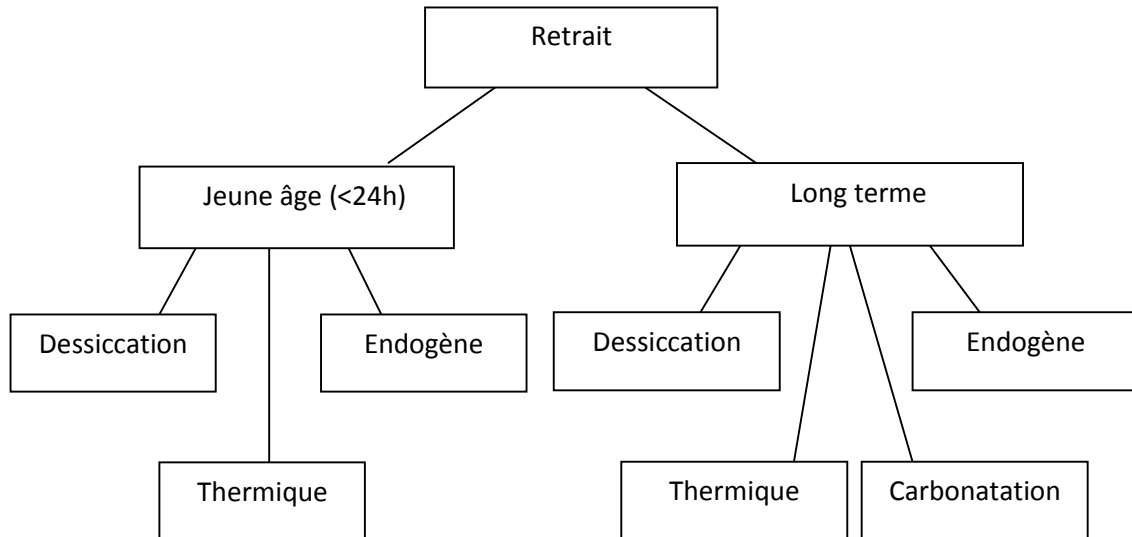 Retrait
Jeune âge (<24h)
Long terme
Dessiccation
Endogène
Dessiccation
Endogène
Thermique
Thermique
Carbonatation